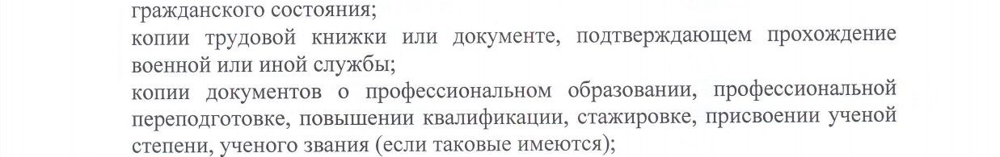 гражданского состояния;
копии трудовой книжки или документе, подтверждающем прохождение
военной или иной службы;
копии документов о профессиональном образовании, профессиональной
переподготовке, повышении квалификации, стажировке, присвоении ученой
степени, ученого звания (если таковые имеются);